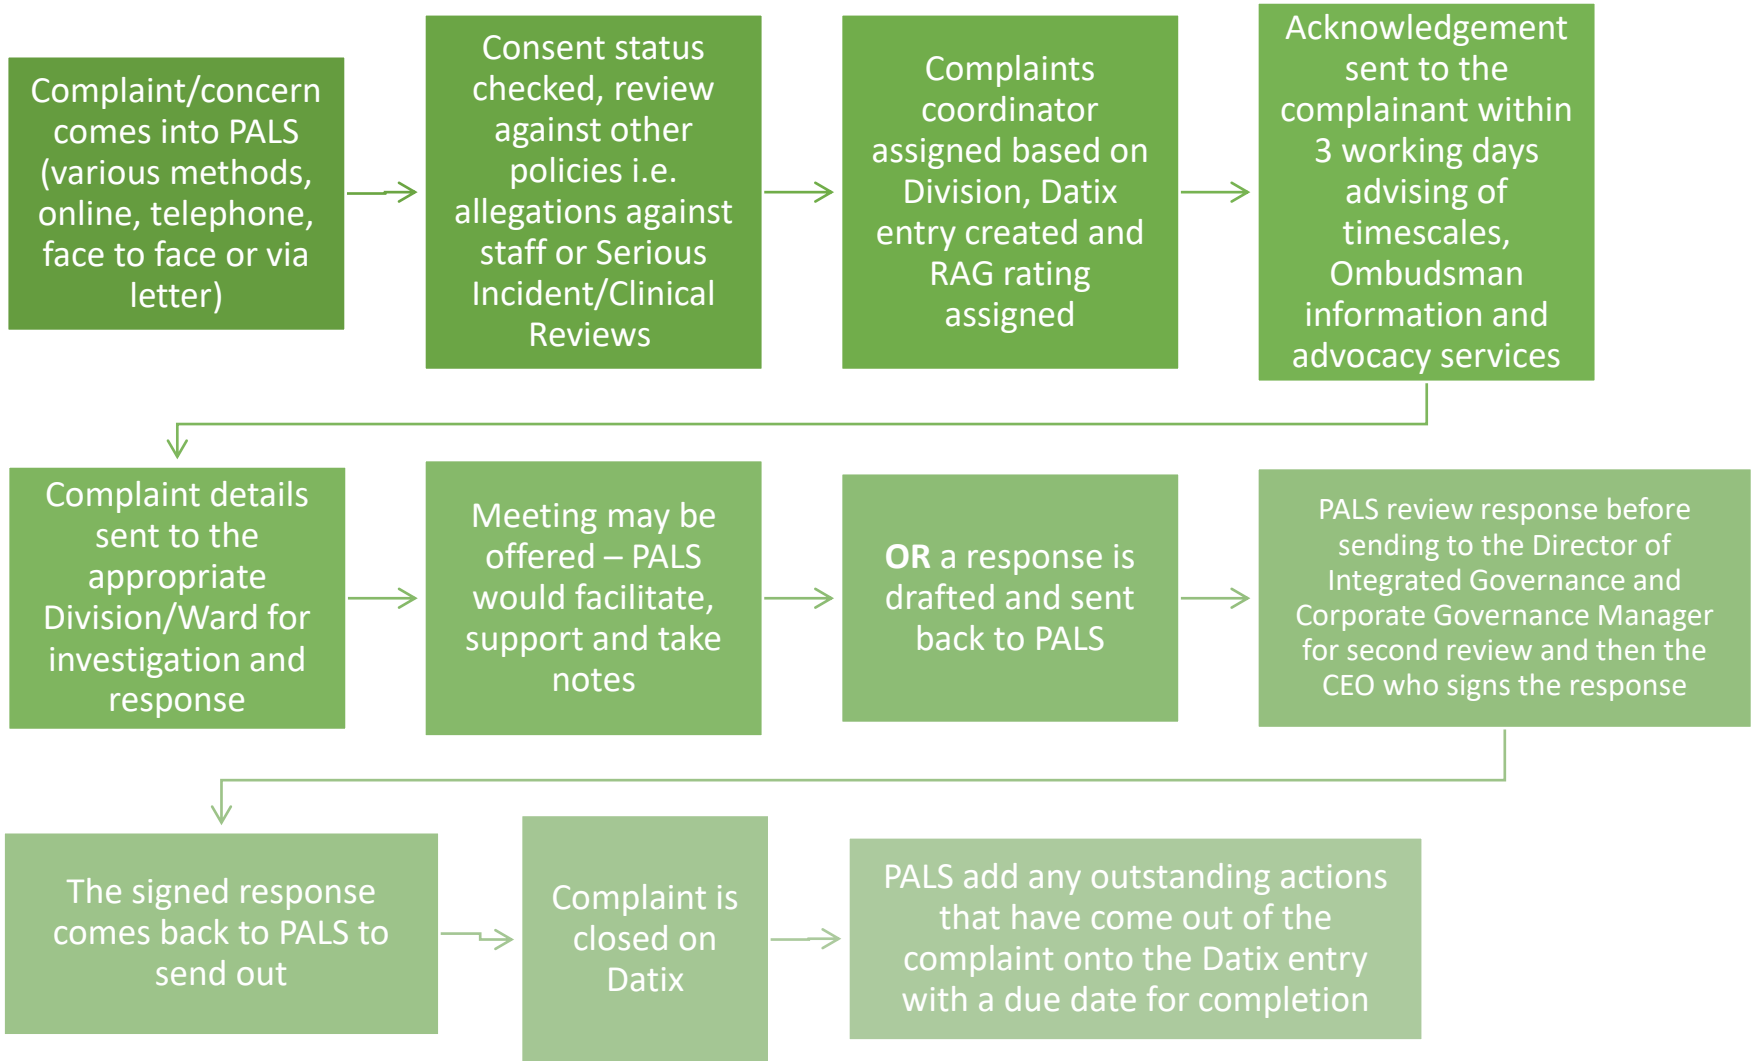 Complaint/concern
comes into PALS
(various methods,
online, telephone,
face to face or via
letter)
Consent status
checked, review
against other
policies i.e.
allegations against
staff or Serious
Incident/Clinical
Reviews
Complaints
coordinator
assigned based on
Division, Datix
entry created and
RAG rating
assigned
Acknowledgement
sent to the
complainant within
3 working days
advising of
timescales,
Ombudsman
information and
advocacy services
Complaint details
sent to the
appropriate
Division/Ward for
investigation and
response
Meeting may be
offered – PALS
would facilitate,
support and take
notes
OR a response is
drafted and sent
back to PALS
PALS review response before
sending to the Director of
Integrated Governance and
Corporate Governance Manager
for second review and then the
CEO who signs the response
The signed response
comes back to PALS to
send out
Complaint is
closed on
Datix
PALS add any outstanding actions
that have come out of the
complaint onto the Datix entry
with a due date for completion